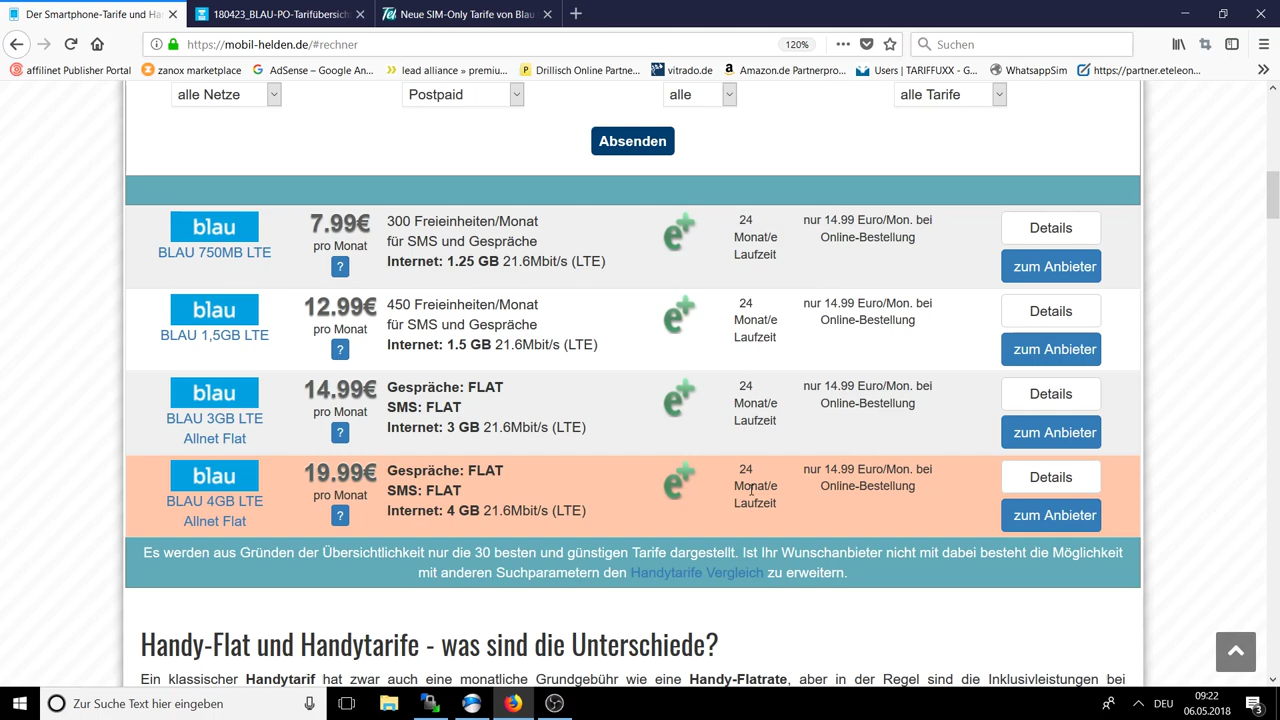 Der Smartphone-Tarife und Ha
180423_BLAU-PO-Tarifübersich
Neue SIM-Only Tarife von Blau
https://mobil-helden.de/#rechner
120%
Suchen
affilinet Publisher Portal
zanox marketplace
AdSense – Google An...
lead alliance » premiu...
Drillisch Online Partne...
vitrado.de
Amazon.de Partnerpro...
Users | TARIFFUXX - G...
WhatsappSim
https://partner.eteleon...
alle Netze
Postpaid
alle
alle Tarife
Absenden
blau
BLAU 750MB LTE
7.99€
pro Monat
?
300 Freieinheiten/Monat
für SMS und Gespräche
Internet: 1.25 GB 21.6Mbit/s (LTE)
e+
24
Monat/e
Laufzeit
nur 14.99 Euro/Mon. bei
Online-Bestellung
Details
zum Anbieter
blau
BLAU 1,5GB LTE
12.99€
pro Monat
?
450 Freieinheiten/Monat
für SMS und Gespräche
Internet: 1.5 GB 21.6Mbit/s (LTE)
e+
24
Monat/e
Laufzeit
nur 14.99 Euro/Mon. bei
Online-Bestellung
Details
zum Anbieter
blau
BLAU 3GB LTE
Allnet Flat
14.99€
pro Monat
?
Gespräche: FLAT
SMS: FLAT
Internet: 3 GB 21.6Mbit/s (LTE)
e+
24
Monat/e
Laufzeit
nur 14.99 Euro/Mon. bei
Online-Bestellung
Details
zum Anbieter
blau
BLAU 4GB LTE
Allnet Flat
19.99€
pro Monat
?
Gespräche: FLAT
SMS: FLAT
Internet: 4 GB 21.6Mbit/s (LTE)
e+
24
Monat/e
Laufzeit
nur 14.99 Euro/Mon. bei
Online-Bestellung
Details
zum Anbieter
Es werden aus Gründen der Übersichtlichkeit nur die 30 besten und günstigen Tarife dargestellt. Ist Ihr Wunschanbieter nicht mit dabei besteht die Möglichkeit
mit anderen Suchparametern den Handytarife Vergleich zu erweitern.
Handy-Flat und Handytarife - was sind die Unterschiede?
Ein klassischer Handytarif hat zwar auch eine monatliche Grundgebühr wie eine Handy-Flatrate, aber in der Regel sind die Inklusivleistungen bei
Zur Suche Text hier eingeben
DEU
09:22
06.05.2018
3